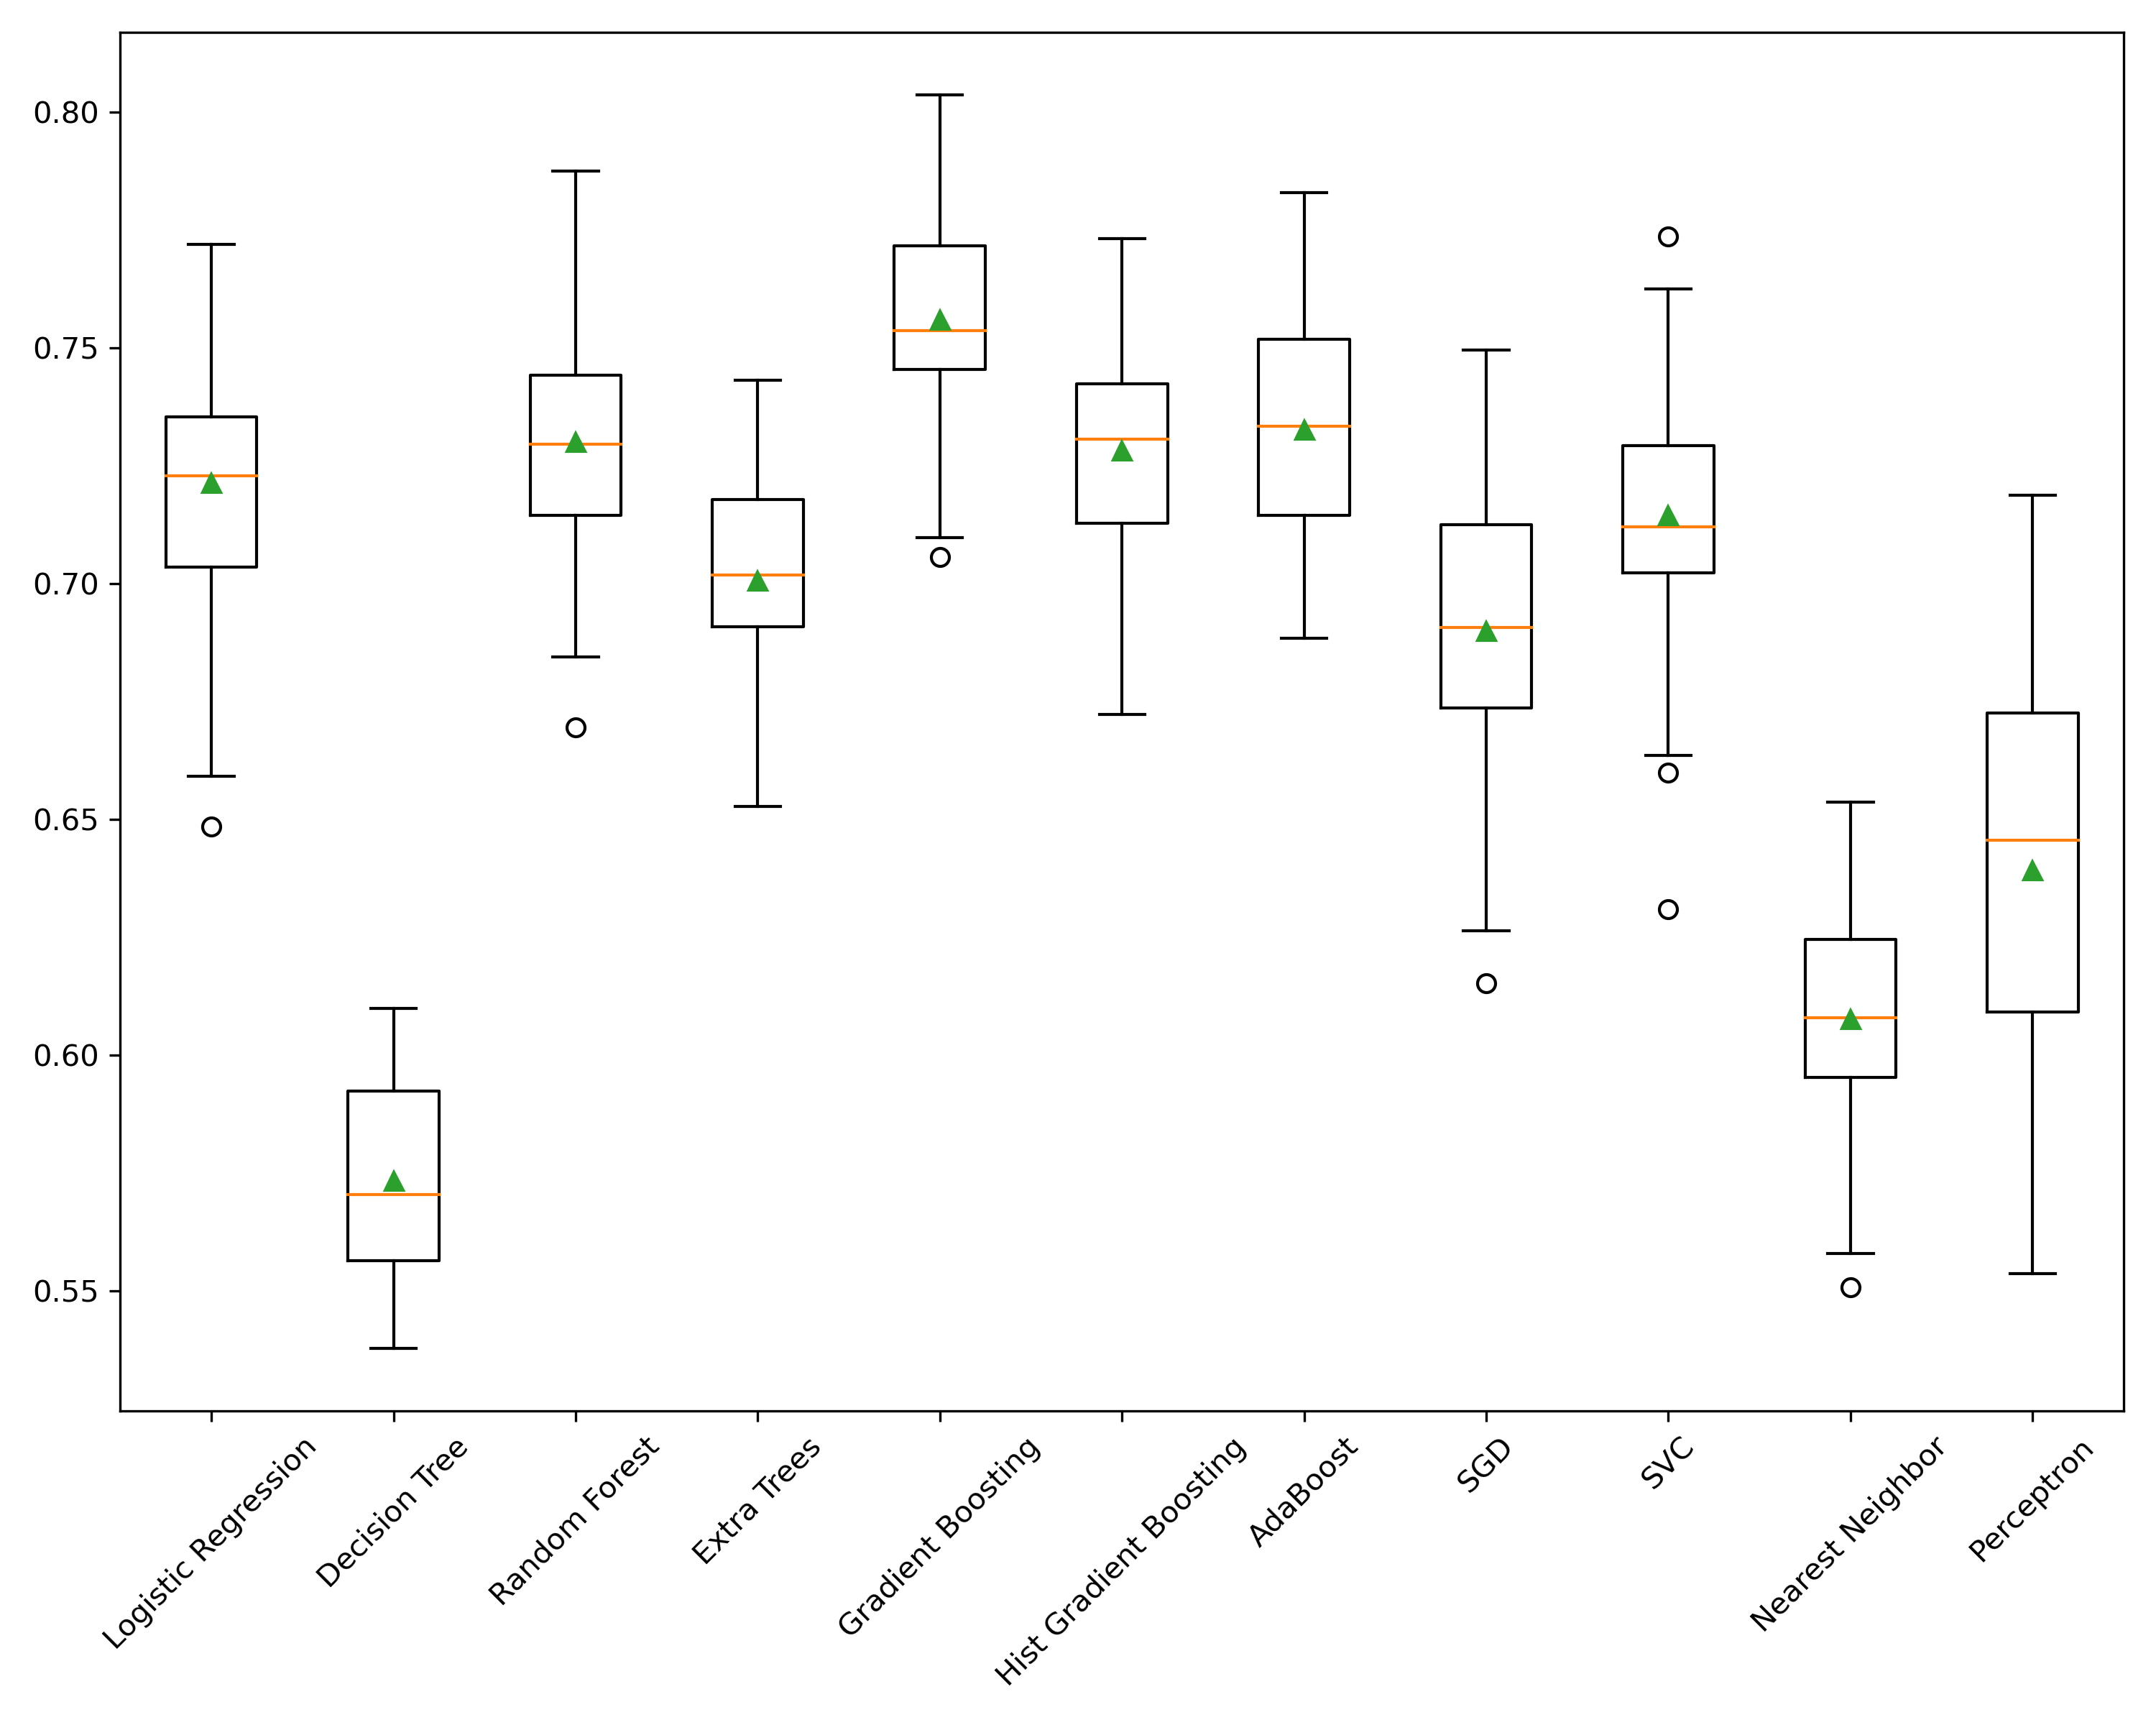 0.80
0.75
0.70
0.65
0.60
0.55
Logistic Regression
Decision Tree
Random Forest
Extra Trees
Gradient Boosting
Hist Gradient Boosting
AdaBoost
SGD
SVC
Nearest Neighbor
Perceptron